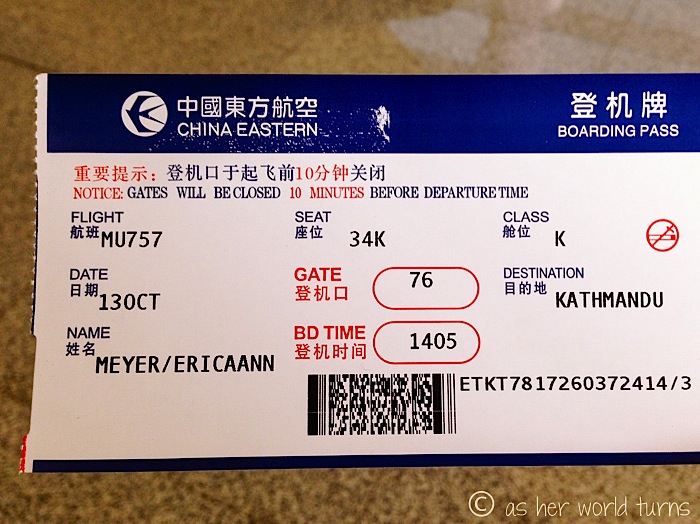 中國東方航空 登机牌
CHINA EASTERN BOARDING PASS
重要提示: 登机口于起飞前10分钟关闭
NOTICE: GATES WILL BE CLOSED 10 MINUTES BEFORE DEPARTURE TIME
FLIGHT SEAT CLASS
航班 MU757 座位 34K 舱位 K
DATE GATE 76 DESTINATION
日期 13OCT 登机口 目的地 KATHMANDU
NAME BD TIME 1405
姓名 MEYER/ERICAANN 登机时间
ETKT7817260372414/3
© as her world turns